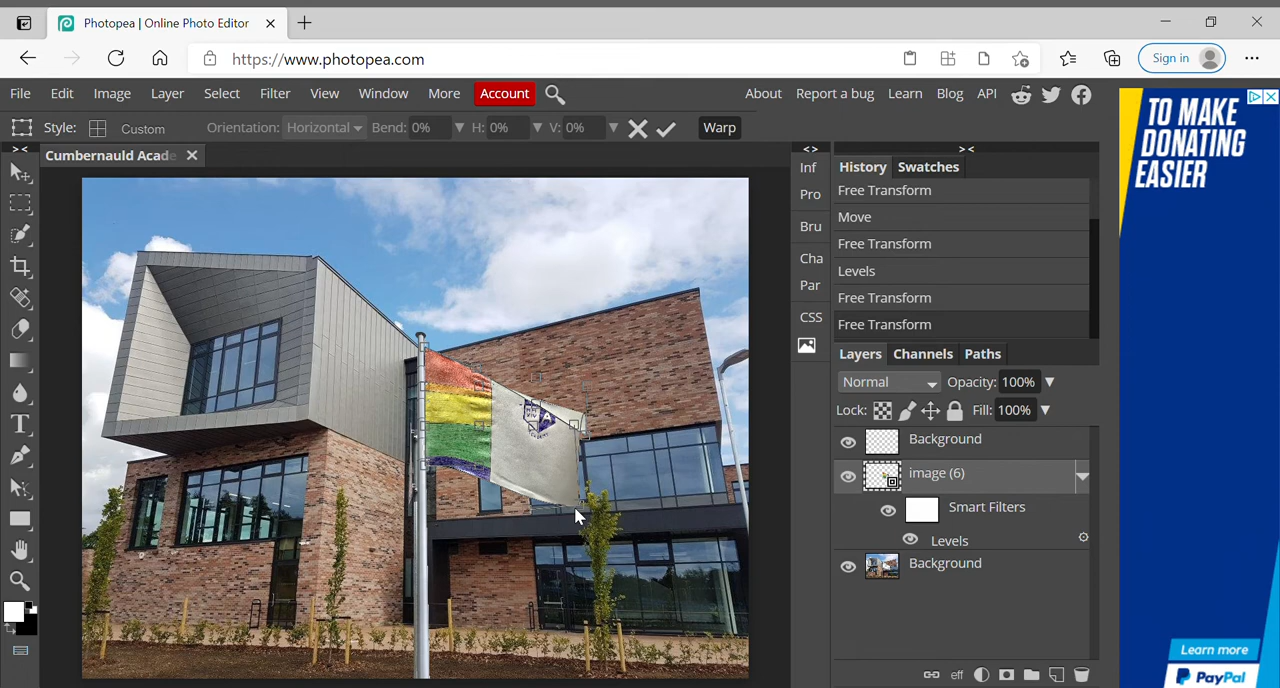 Photopea | Online Photo Editor
https://www.photopea.com
Sign in
File Edit Image Layer Select Filter View Window More Account
About Report a bug Learn Blog API
Style: Custom Orientation: Horizontal Bend: 0% H: 0% V: 0% Warp
Cumbernauld Acade
Inf
Pro
Bru
Cha
Par
CSS
History Swatches
Free Transform
Move
Free Transform
Levels
Free Transform
Free Transform
Layers Channels Paths
Normal Opacity: 100%
Lock: Fill: 100%
Background
image (6)
Smart Filters
Levels
Background
eff
TO MAKE
DONATING
EASIER
Learn more
PayPal